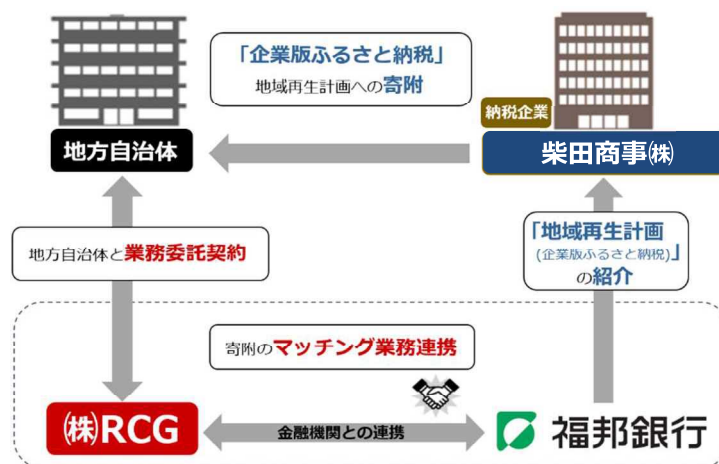 「企業版ふるさと納税」
地域再生計画への寄附
納税企業
地方自治体
柴田商事㈱
地方自治体と業務委託契約
「地域再生計画
(企業版ふるさと納税)」
の紹介
寄附のマッチング業務連携
㈱RCG
金融機関との連携
福邦銀行